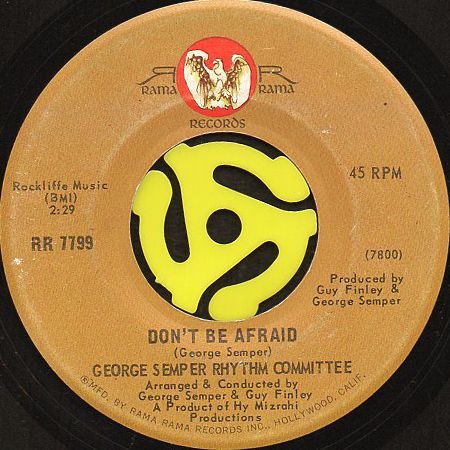 R R
RAMA RAMA
RECORDS
Rockliffe Music
(BMI)
2:29
45 RPM
RR 7799
(7800)
Produced by
Guy Finley &
George Semper
DON'T BE AFRAID
(George Semper)
GEORGE SEMPER RHYTHM COMMITTEE
Arranged & Conducted by
George Semper & Guy Finley
A Product of Hy Mizrahi
Productions
©MFD. BY RAMA RAMA RECORDS INC., HOLLYWOOD, CALIF.